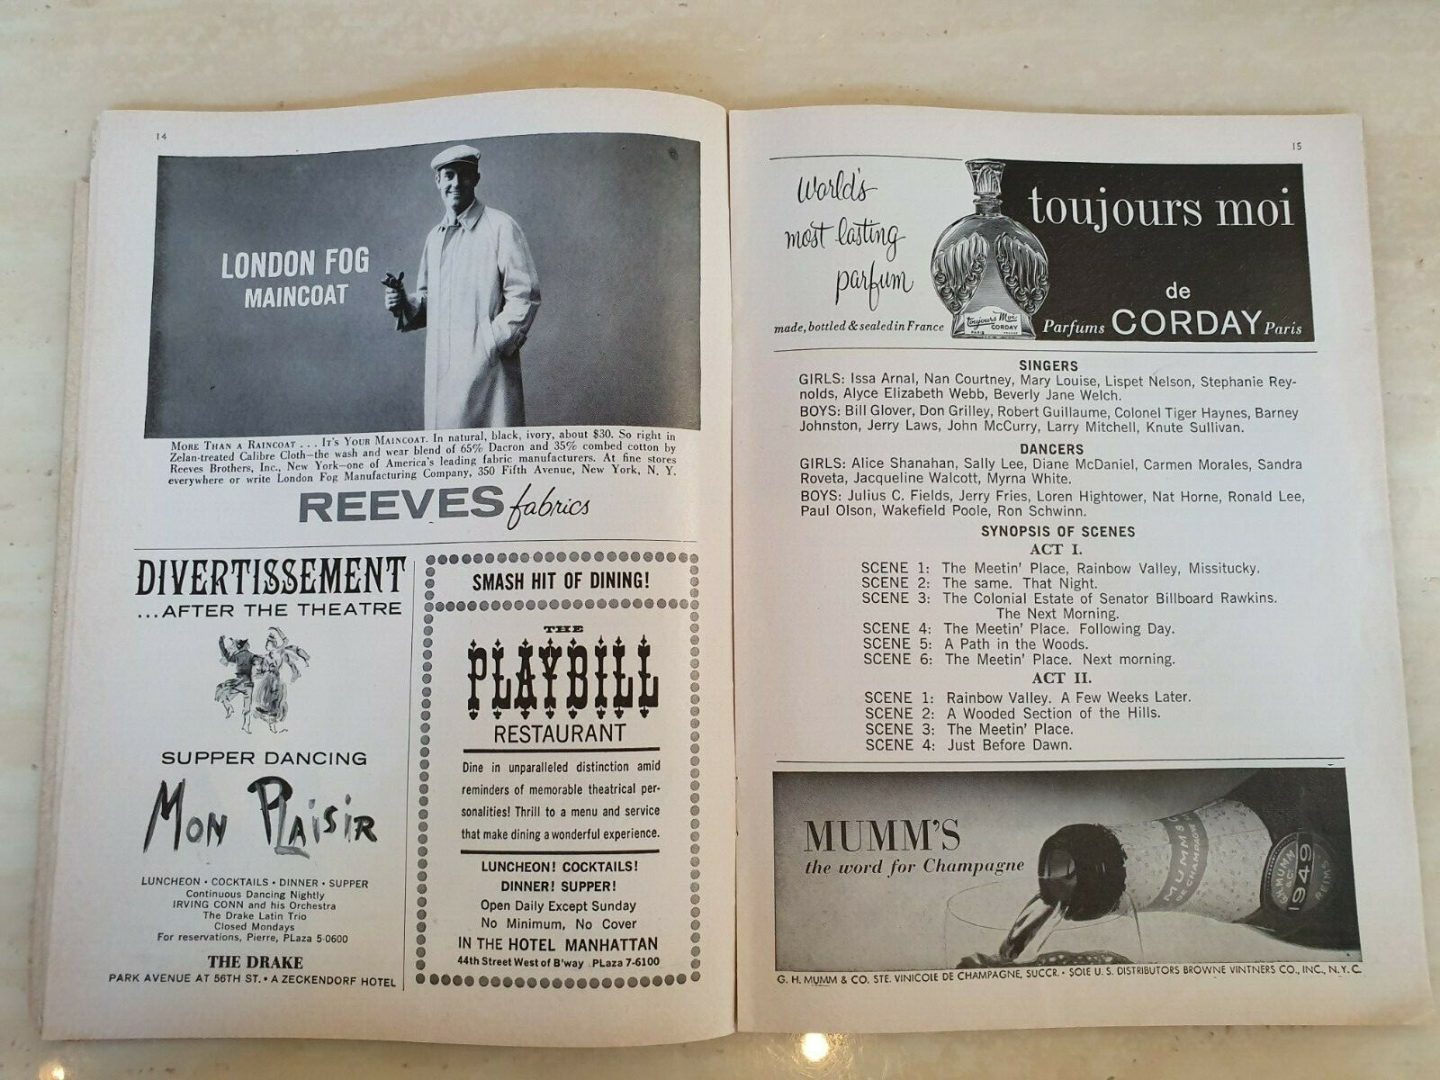 14
LONDON FOG
MAINCOAT
MORE THAN A RAINCOAT . . . IT'S YOUR MAINCOAT. In natural, black, ivory, about $30. So right in
Zelan-treated Calibre Cloth—the wash and wear blend of 65% Dacron and 35% combed cotton by
Reeves Brothers, Inc., New York—one of America's leading fabric manufacturers. At fine stores
everywhere or write London Fog Manufacturing Company, 350 Fifth Avenue, New York, N. Y.
REEVES fabrics
DIVERTISSEMENT
...AFTER THE THEATRE
SUPPER DANCING
MON PLAISIR
LUNCHEON • COCKTAILS • DINNER • SUPPER
Continuous Dancing Nightly
IRVING CONN and his Orchestra
The Drake Latin Trio
Closed Mondays
For reservations, Pierre, PLaza 5-0600
THE DRAKE
PARK AVENUE AT 56TH ST. • A ZECKENDORF HOTEL
SMASH HIT OF DINING!
THE
PLAYBILL
RESTAURANT
Dine in unparalleled distinction amid
reminders of memorable theatrical per-
sonalities! Thrill to a menu and service
that make dining a wonderful experience.
LUNCHEON! COCKTAILS!
DINNER! SUPPER!
Open Daily Except Sunday
No Minimum, No Cover
IN THE HOTEL MANHATTAN
44th Street West of B'way PLaza 7-6100
15
World's
most lasting
parfum
made, bottled & sealed in France
toujours moi
de
Parfums CORDAY Paris
Toujours Moi
CORDAY
PARIS FRANCE
SINGERS
GIRLS: Issa Arnal, Nan Courtney, Mary Louise, Lispet Nelson, Stephanie Rey-
nolds, Alyce Elizabeth Webb, Beverly Jane Welch.
BOYS: Bill Glover, Don Grilley, Robert Guillaume, Colonel Tiger Haynes, Barney
Johnston, Jerry Laws, John McCurry, Larry Mitchell, Knute Sullivan.
DANCERS
GIRLS: Alice Shanahan, Sally Lee, Diane McDaniel, Carmen Morales, Sandra
Roveta, Jacqueline Walcott, Myrna White.
BOYS: Julius C. Fields, Jerry Fries, Loren Hightower, Nat Horne, Ronald Lee,
Paul Olson, Wakefield Poole, Ron Schwinn.
SYNOPSIS OF SCENES
ACT I.
SCENE 1: The Meetin' Place, Rainbow Valley, Missitucky.
SCENE 2: The same. That Night.
SCENE 3: The Colonial Estate of Senator Billboard Rawkins.
The Next Morning.
SCENE 4: The Meetin' Place. Following Day.
SCENE 5: A Path in the Woods.
SCENE 6: The Meetin' Place. Next morning.
ACT II.
SCENE 1: Rainbow Valley. A Few Weeks Later.
SCENE 2: A Wooded Section of the Hills.
SCENE 3: The Meetin' Place.
SCENE 4: Just Before Dawn.
MUMM'S
the word for Champagne
MUMM'S
DE CHAMPAGNE
G.H. MUMM & Co
1949
REIMS
G. H. MUMM & CO. STE. VINICOLE DE CHAMPAGNE, SUCCR. • SOLE U. S. DISTRIBUTORS BROWNE VINTNERS CO., INC., N.Y.C.